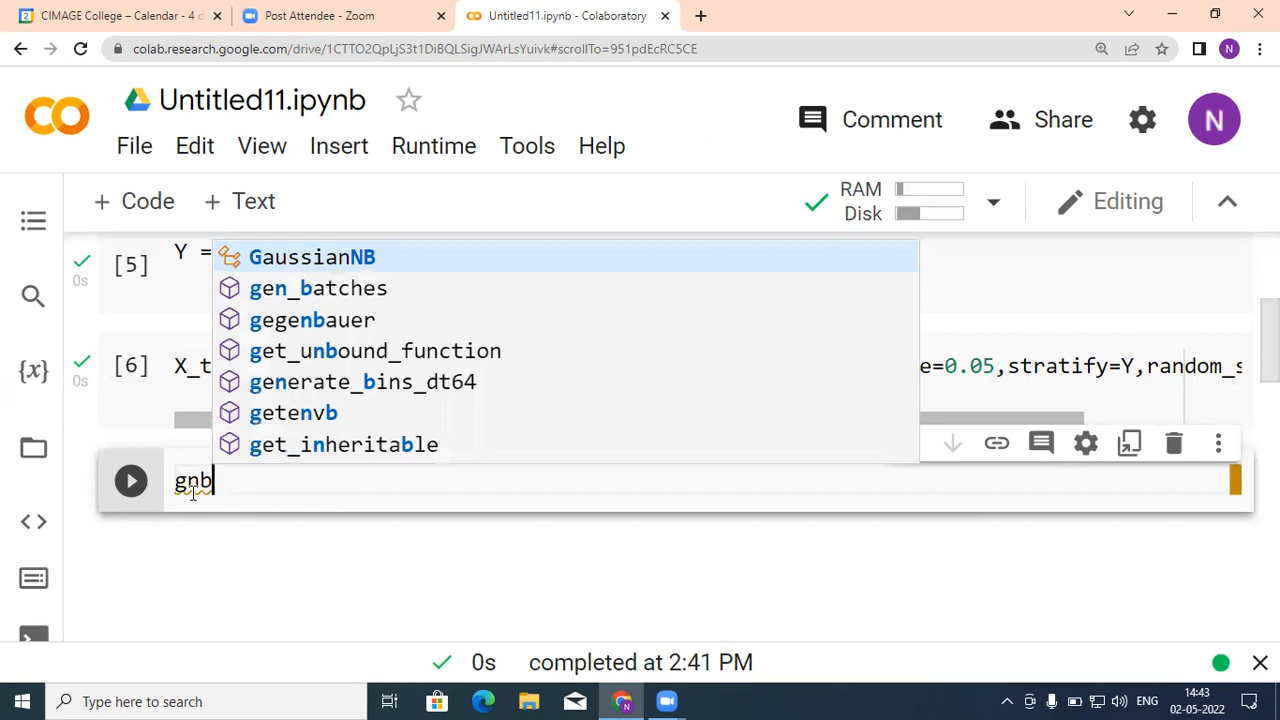 CIMAGE College – Calendar - 4 d
Post Attendee - Zoom
Untitled11.ipynb - Colaboratory
colab.research.google.com/drive/1CTTO2QpLjS3t1DiBQLSigJWArLsYuivk#scrollTo=951pdEcRC5CE
N
Untitled11.ipynb
Comment
Share
N
File Edit View Insert Runtime Tools Help
+ Code + Text
RAM
Disk
Editing
[5]
0s
Y =
GaussianNB
gen_batches
gegenbauer
get_unbound_function
generate_bins_dt64
getenvb
get_inheritable
[6]
0s
X_t
e=0.05,stratify=Y,random_s
{x}
gnb
0s completed at 2:41 PM
Type here to search
N
ENG
14:43
02-05-2022